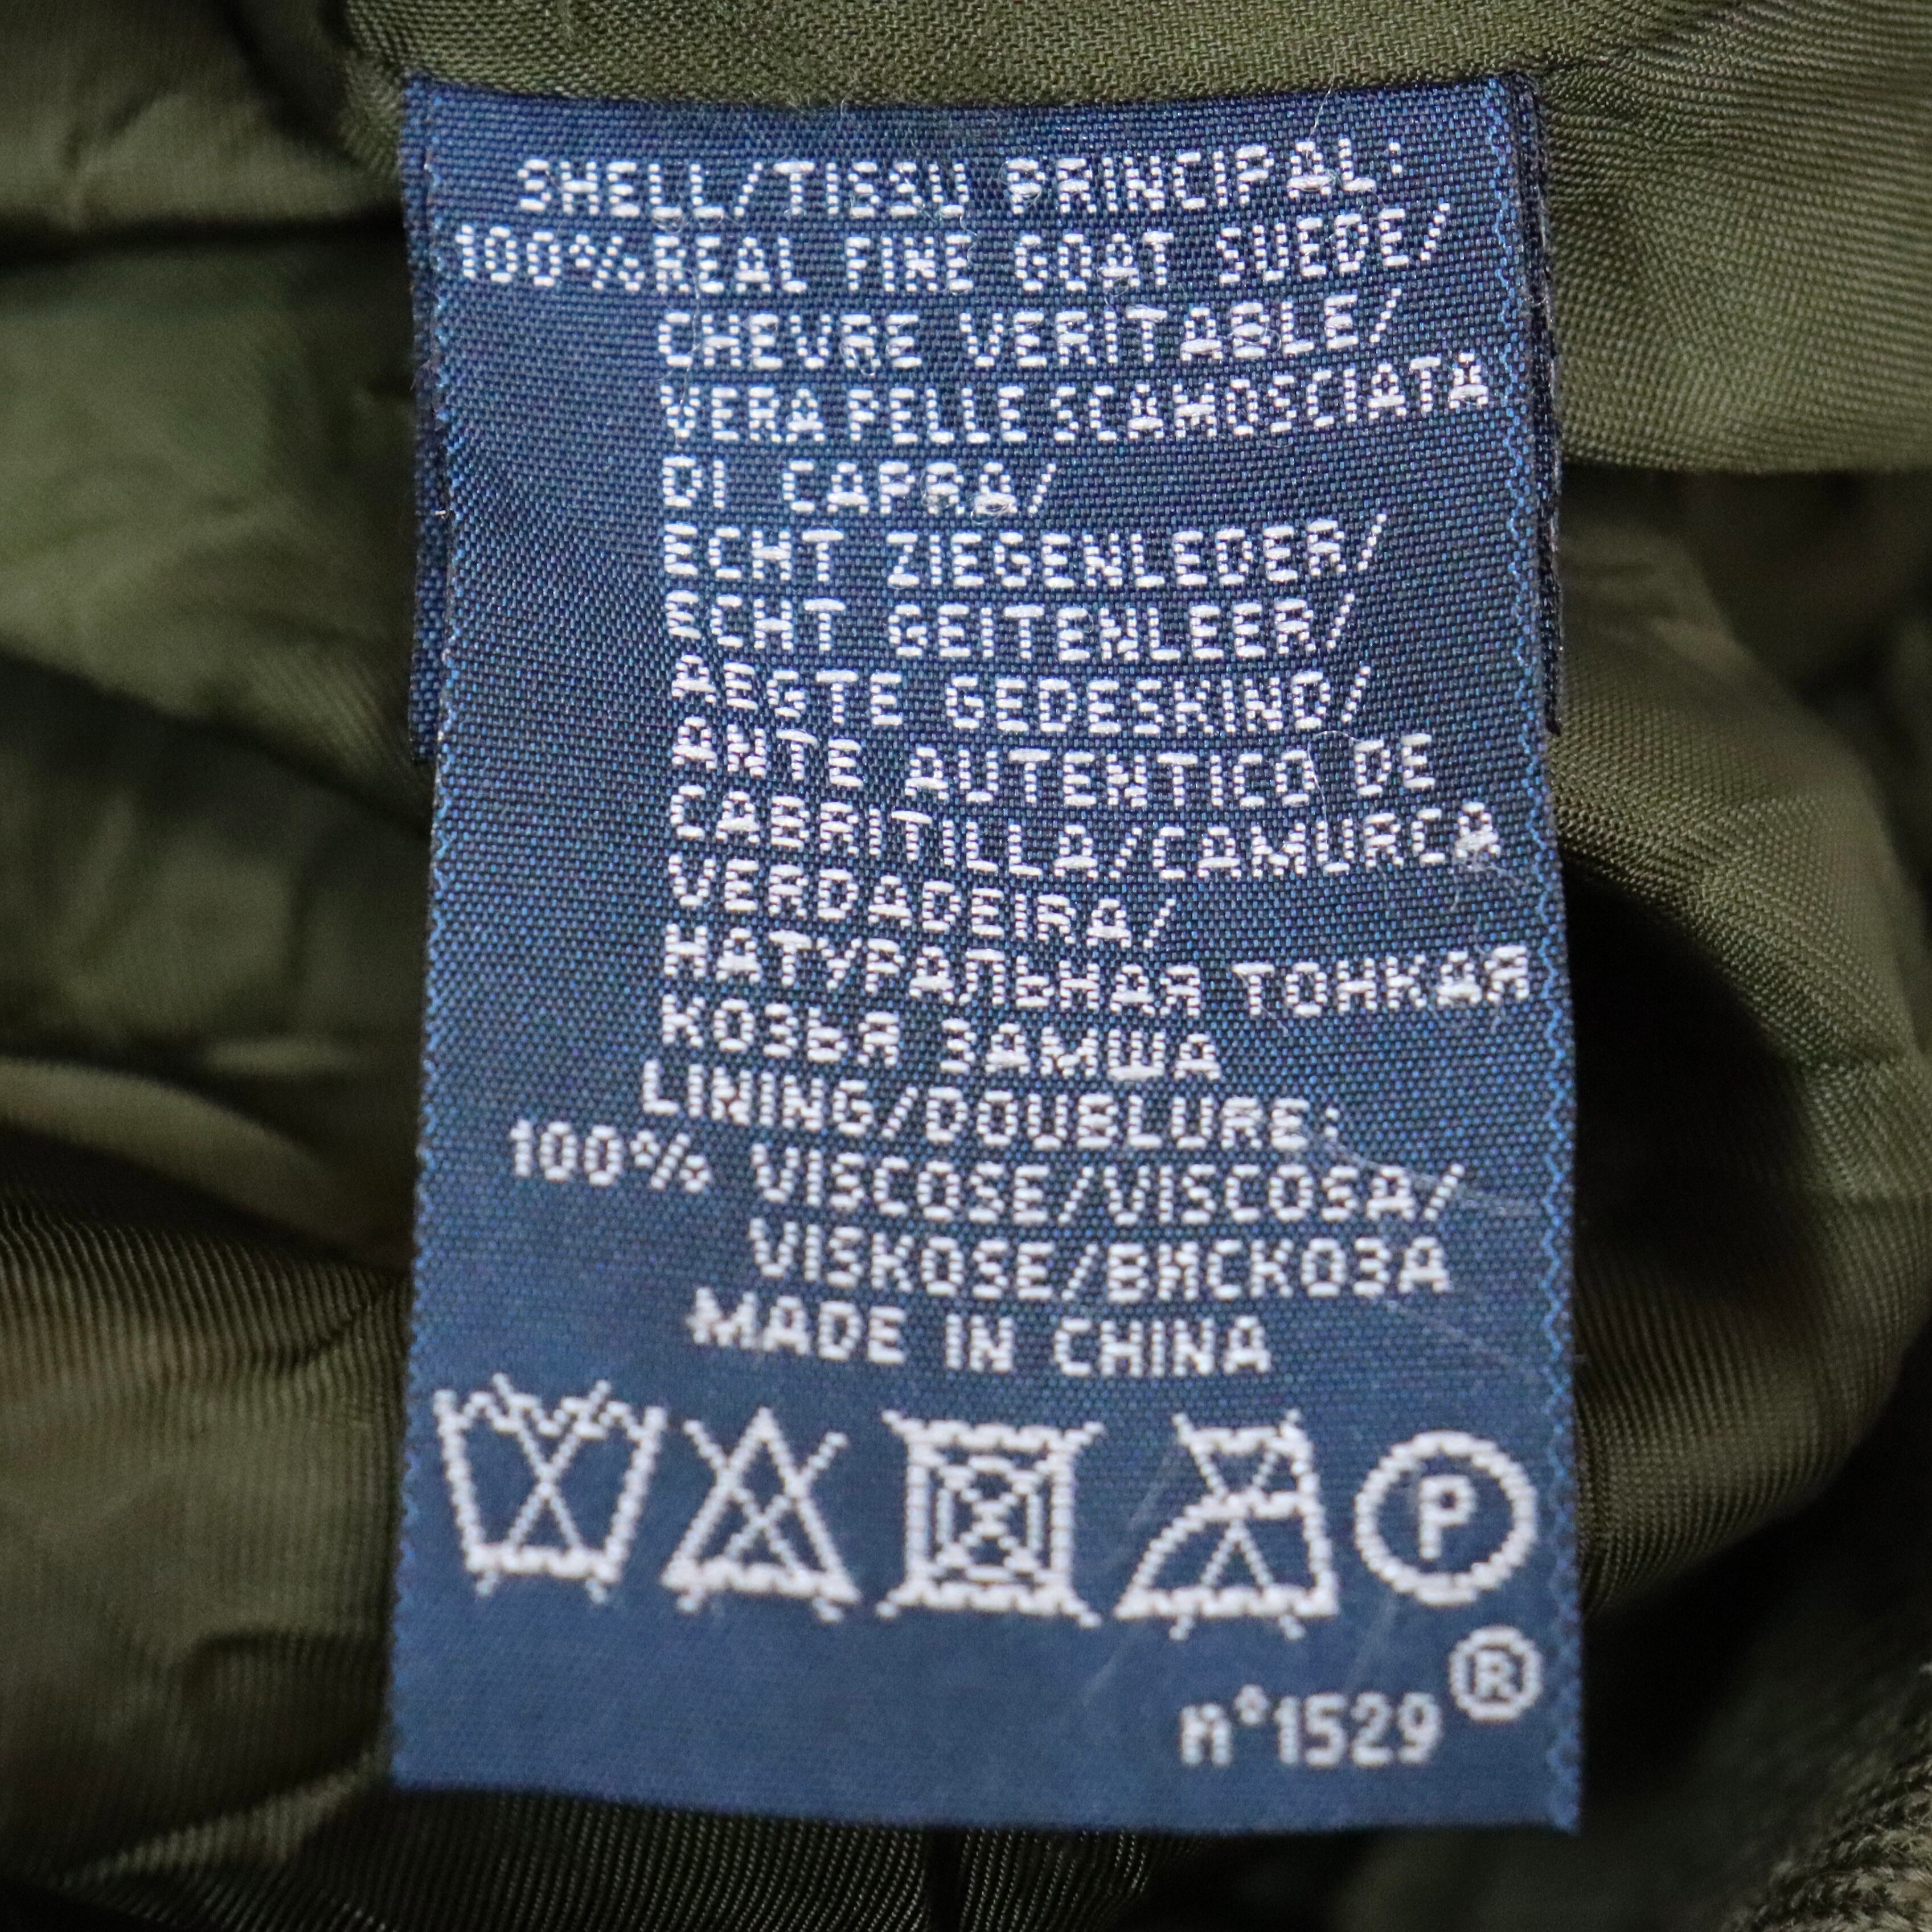 SHELL/TISSU PRINCIPAL:
100%REAL FINE GOAT SUEDE/
CHEVRE VERITABLE/
VERA PELLE SCAMOSCIATA
DI CAPRA/
ECHT ZIEGENLEDER/
ECHT GEITENLEER/
AEGTE GEDESKIND/
ANTE AUTENTICO DE
CABRITILLA/CAMURCA
VERDADEIRA/
НАТУРАЛЬНАЯ ТОНКАЯ
КОЗЬЯ ЗАМША
LINING/DOUBLURE:
100% VISCOSE/VISCOSA/
VISKOSE/ВИСКОЗА
MADE IN CHINA
P
n°1529®